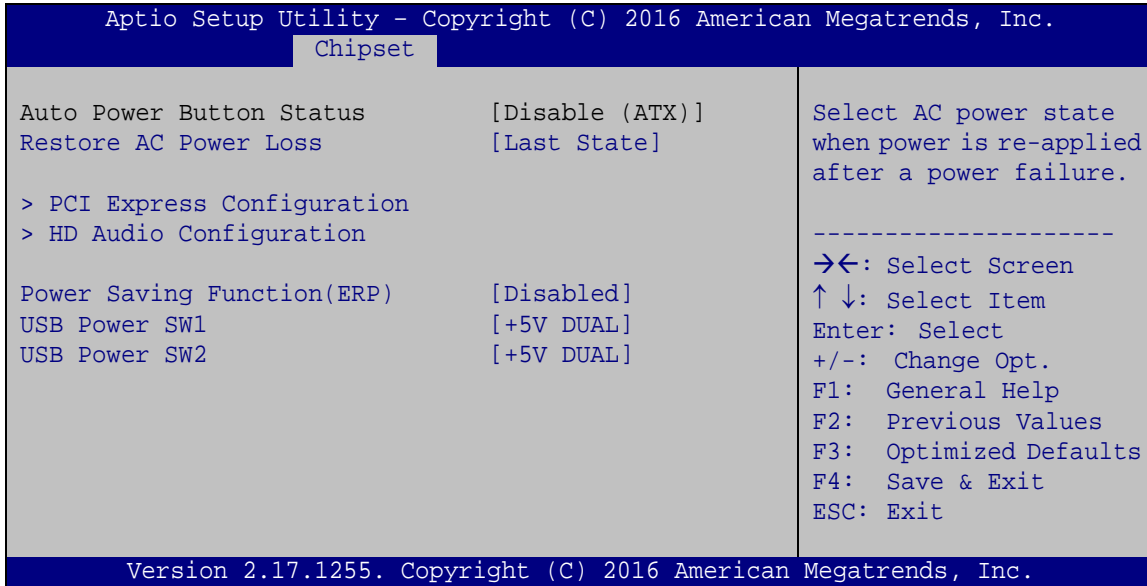 Aptio Setup Utility – Copyright (C) 2016 American Megatrends, Inc.
Chipset
Auto Power Button Status [Disable (ATX)]
Restore AC Power Loss [Last State]
> PCI Express Configuration
> HD Audio Configuration
Power Saving Function(ERP) [Disabled]
USB Power SW1 [+5V DUAL]
USB Power SW2 [+5V DUAL]
Select AC power state
when power is re-applied
after a power failure.
---------------------
→←: Select Screen
↑ ↓: Select Item
Enter: Select
+/-: Change Opt.
F1: General Help
F2: Previous Values
F3: Optimized Defaults
F4: Save & Exit
ESC: Exit
Version 2.17.1255. Copyright (C) 2016 American Megatrends, Inc.